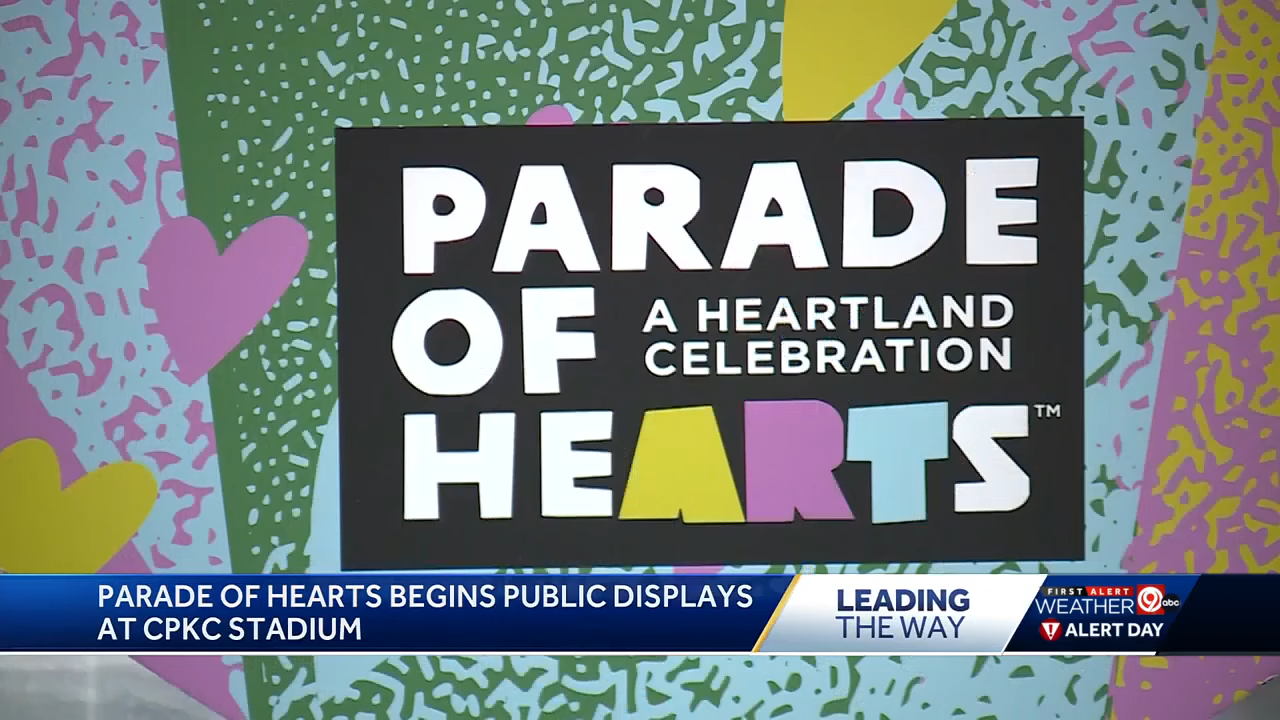 PARADE
OF
A HEARTLAND
CELEBRATION
HEARTS™
PARADE OF HEARTS BEGINS PUBLIC DISPLAYS
AT CPKC STADIUM
LEADING
THE WAY
FIRST ALERT
WEATHER 9 abc
! ALERT DAY